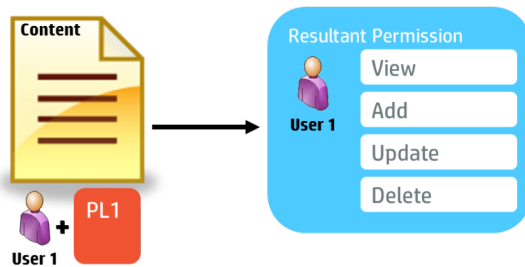 Content
PL1
+
User 1
Resultant Permission
User 1
View
Add
Update
Delete